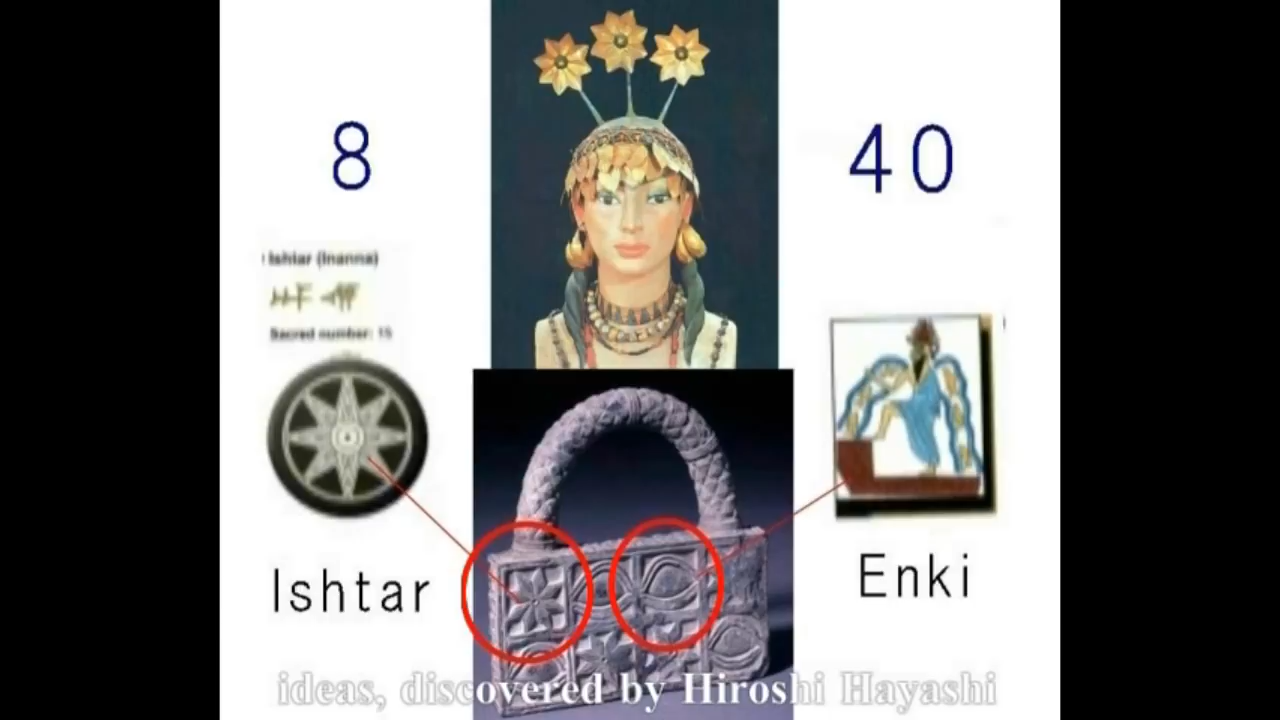 8
40
Ishtar (Inanna)
Sacred number: 15
Ishtar
Enki
ideas, discovered by Hiroshi Hayashi